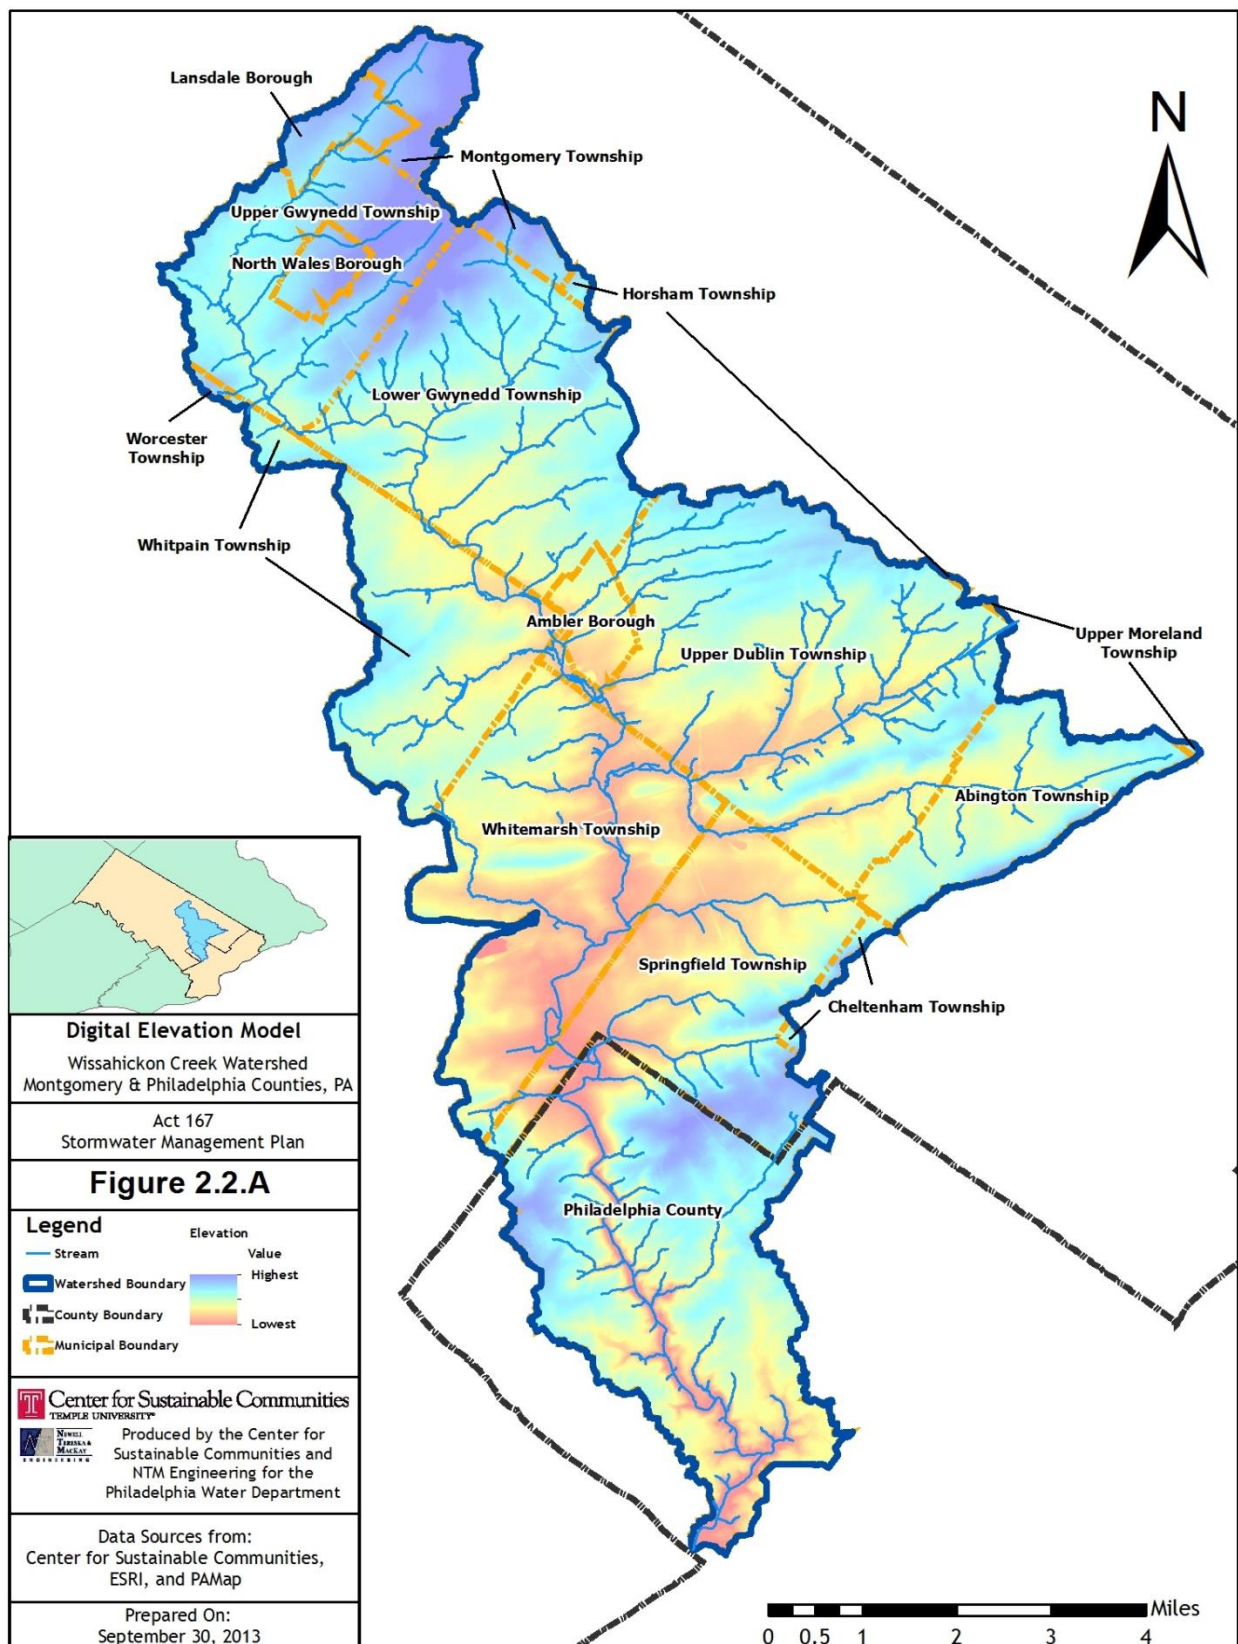 Lansdale Borough
N
Montgomery Township
Upper Gwynedd Township
North Wales Borough
Horsham Township
Lower Gwynedd Township
Worcester
Township
Whitpain Township
Ambler Borough
Upper Dublin Township
Upper Moreland
Township
Abington Township
Whitemarsh Township
Springfield Township
Cheltenham Township
Philadelphia County
Digital Elevation Model
Wissahickon Creek Watershed
Montgomery & Philadelphia Counties, PA
Act 167
Stormwater Management Plan
Figure 2.2.A
Legend
Stream
Watershed Boundary
County Boundary
Municipal Boundary
Elevation
Value
Highest
Lowest
T Center for Sustainable Communities
TEMPLE UNIVERSITY®
NEWELL
TERESKA &
MACKAY
ENGINEERING
Produced by the Center for
Sustainable Communities and
NTM Engineering for the
Philadelphia Water Department
Data Sources from:
Center for Sustainable Communities,
ESRI, and PAMap
Prepared On:
September 30, 2013
Miles
0 0.5 1 2 3 4